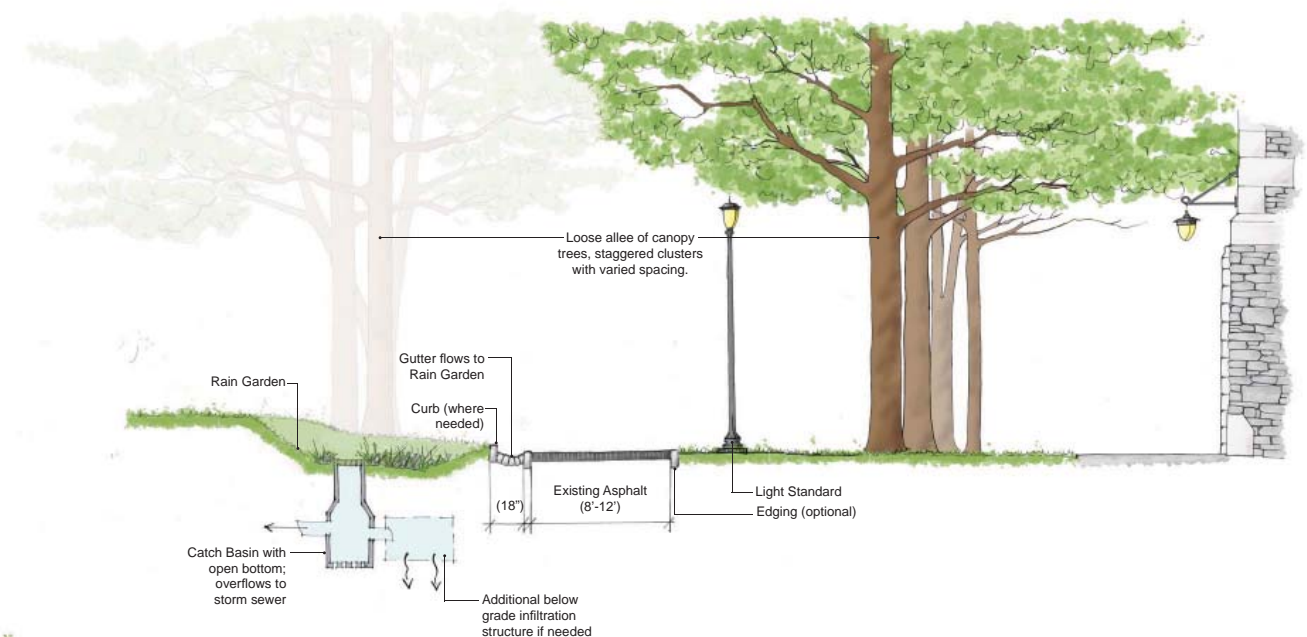 Loose allee of canopy
trees, staggered clusters
with varied spacing.
Gutter flows to
Rain Garden
Rain Garden
Curb (where
needed)
(18")
Existing Asphalt
(8'-12')
Light Standard
Edging (optional)
Catch Basin with
open bottom;
overflows to
storm sewer
Additional below
grade infiltration
structure if needed